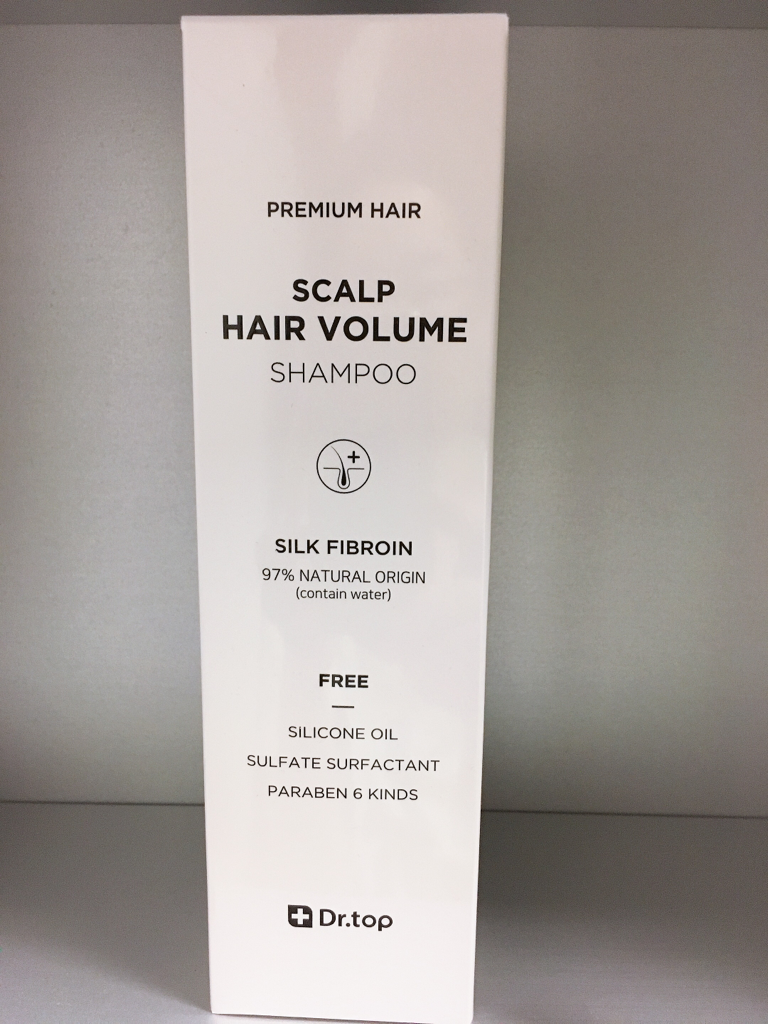 PREMIUM HAIR
SCALP
HAIR VOLUME
SHAMPOO
SILK FIBROIN
97% NATURAL ORIGIN
(contain water)
FREE
SILICONE OIL
SULFATE SURFACTANT
PARABEN 6 KINDS
Dr.top